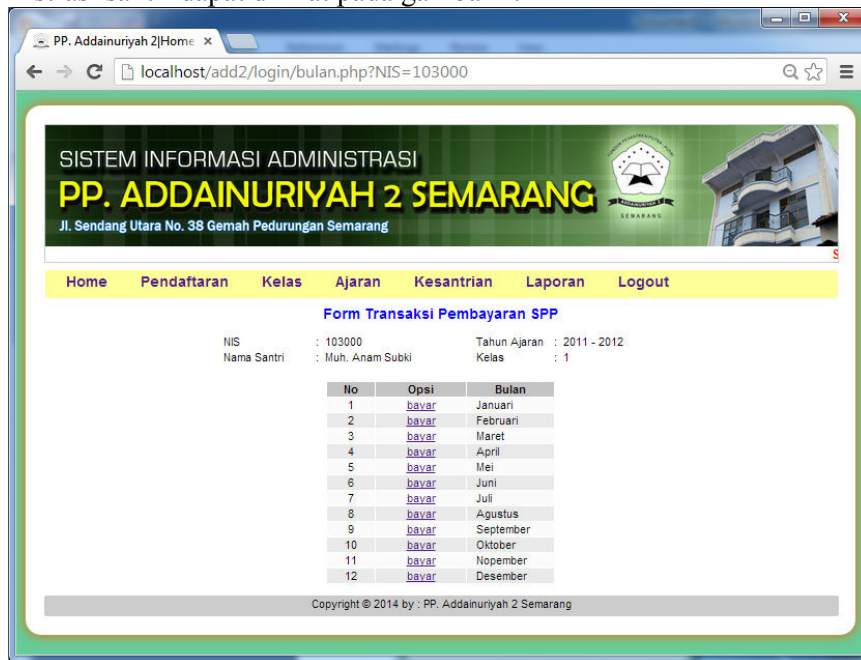 PP. Addainuriyah 2|Home
localhost/add2/login/bulan.php?NIS=103000
SISTEM INFORMASI ADMINISTRASI
PP. ADDAINURIYAH 2 SEMARANG
Jl. Sendang Utara No. 38 Gemah Pedurungan Semarang
SEMARANG
S
Home Pendaftaran Kelas Ajaran Kesantrian Laporan Logout
Form Transaksi Pembayaran SPP
NIS : 103000 Tahun Ajaran : 2011 - 2012
Nama Santri : Muh. Anam Subki Kelas : 1
No Opsi Bulan
1 bayar Januari
2 bayar Februari
3 bayar Maret
4 bayar April
5 bayar Mei
6 bayar Juni
7 bayar Juli
8 bayar Agustus
9 bayar September
10 bayar Oktober
11 bayar Nopember
12 bayar Desember
Copyright © 2014 by : PP. Addainuriyah 2 Semarang